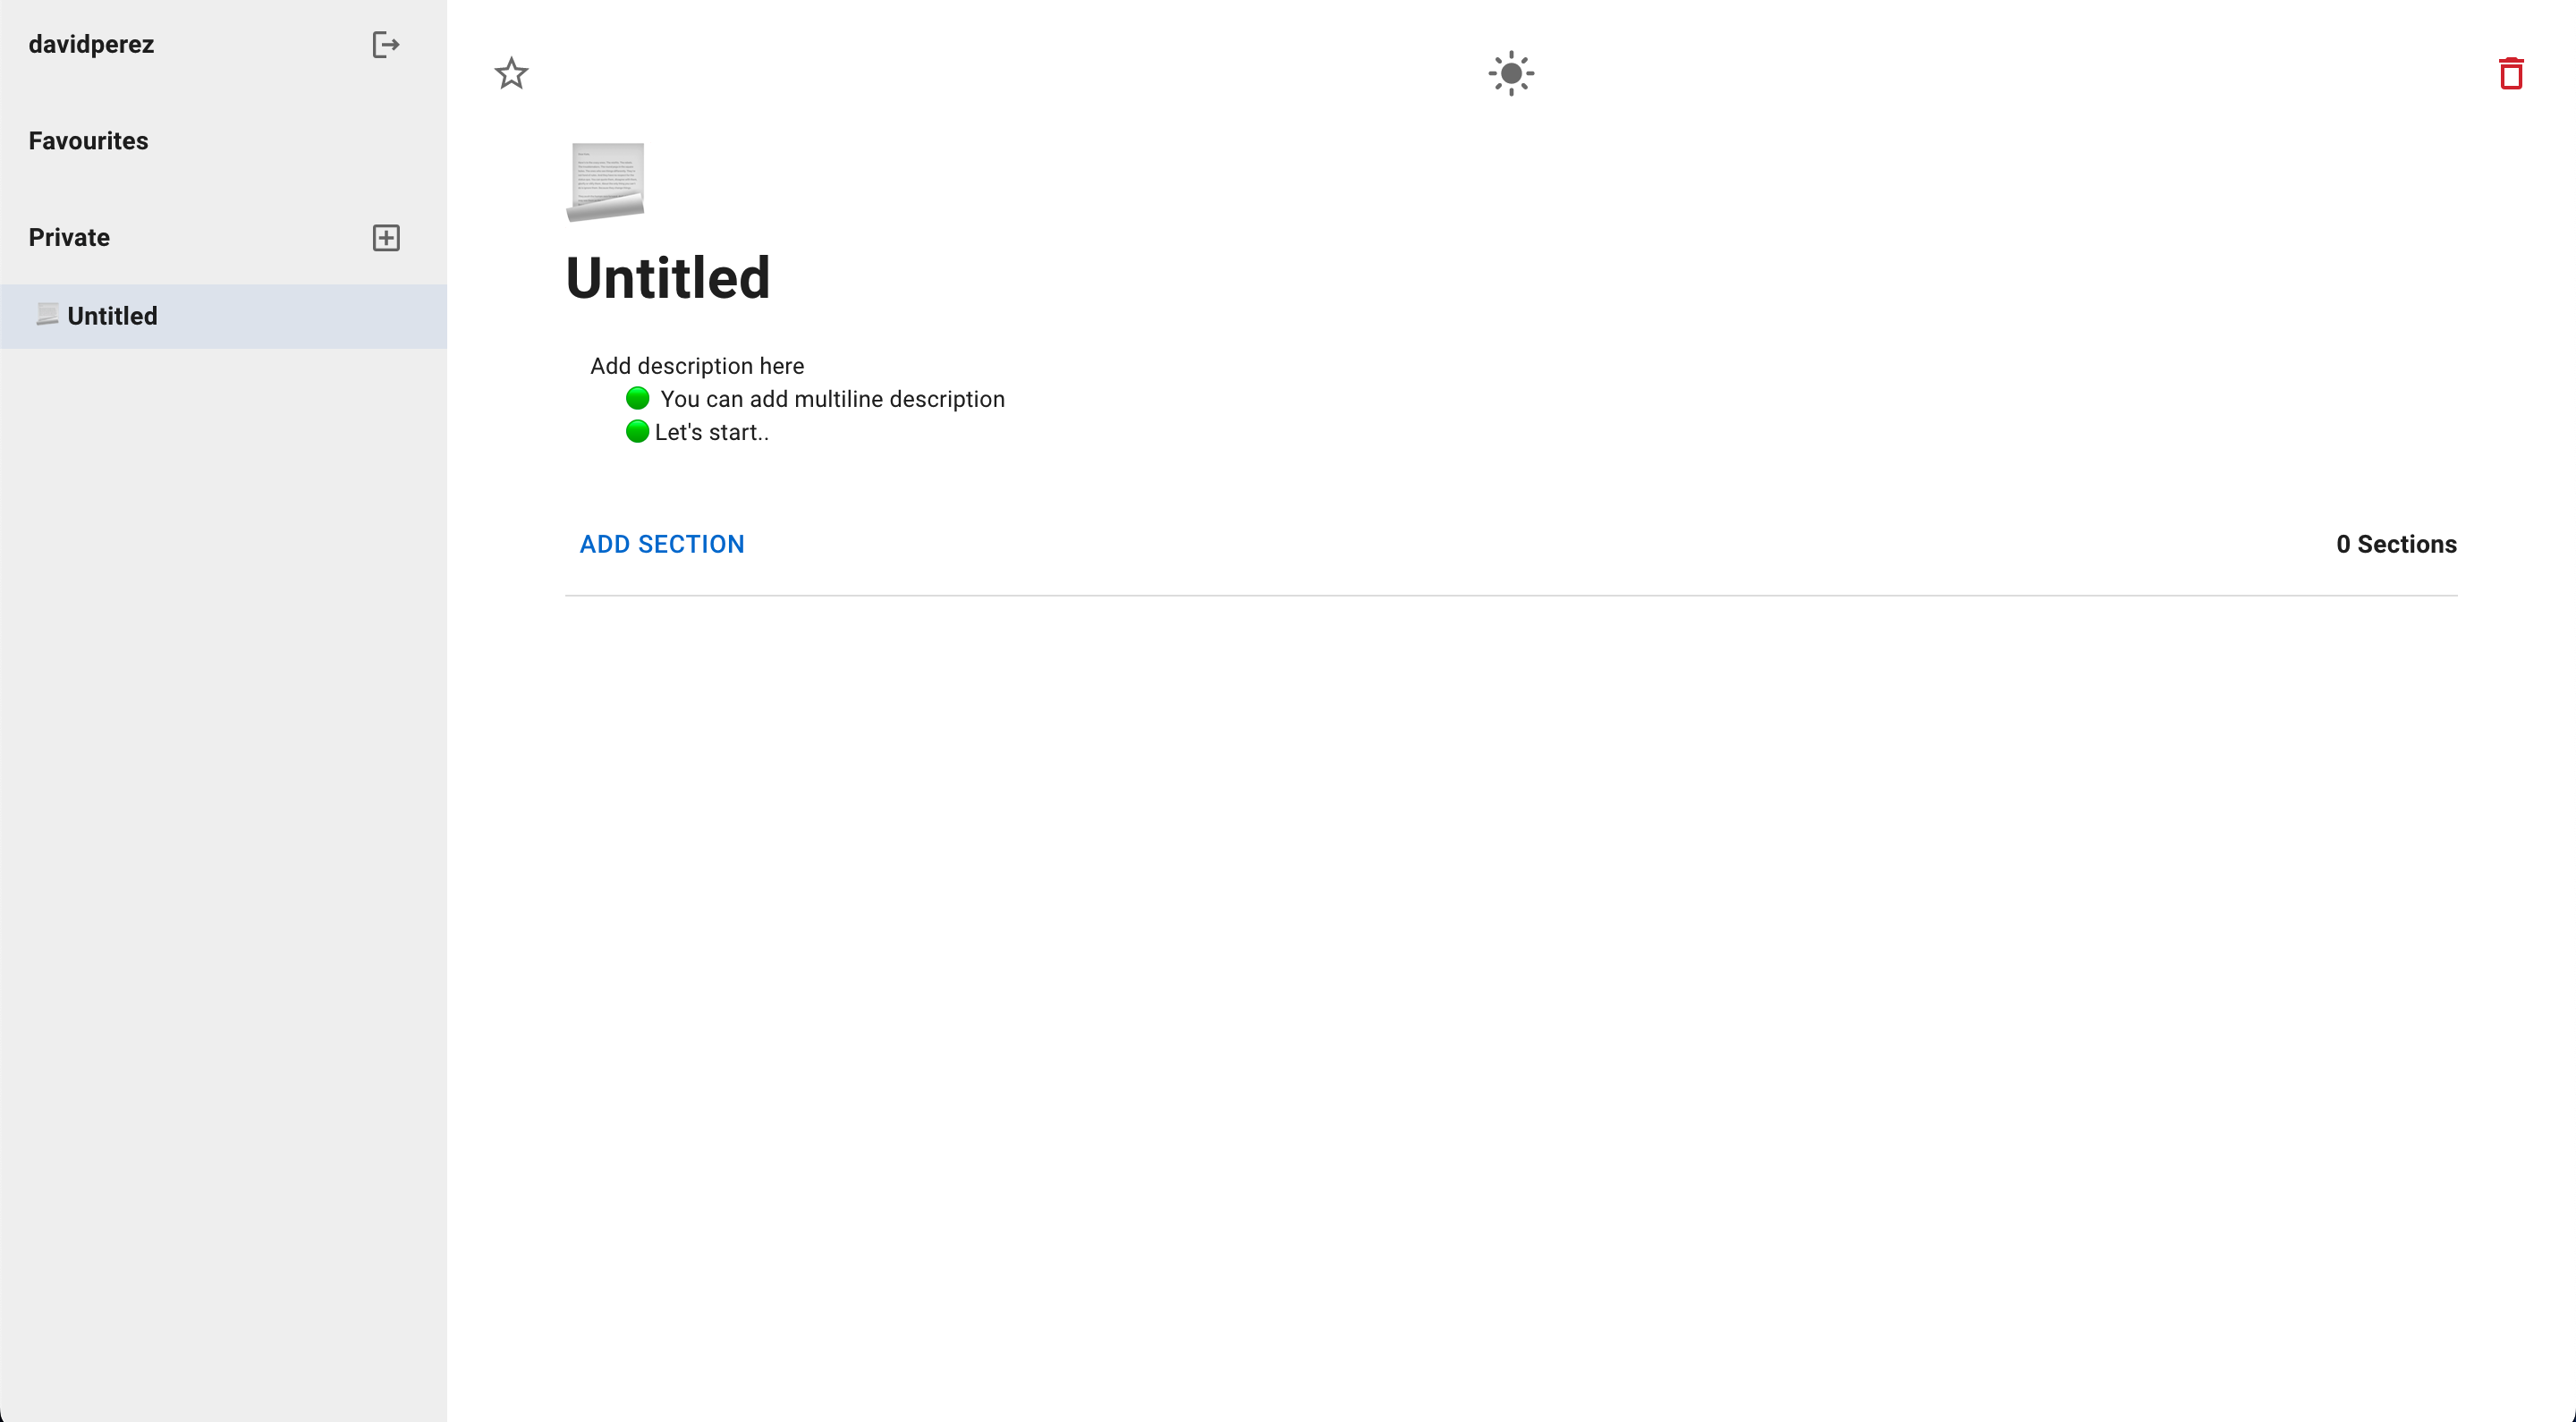 davidperez
Favourites
Private
Untitled
Untitled
Add description here
You can add multiline description
Let's start..
ADD SECTION
0 Sections